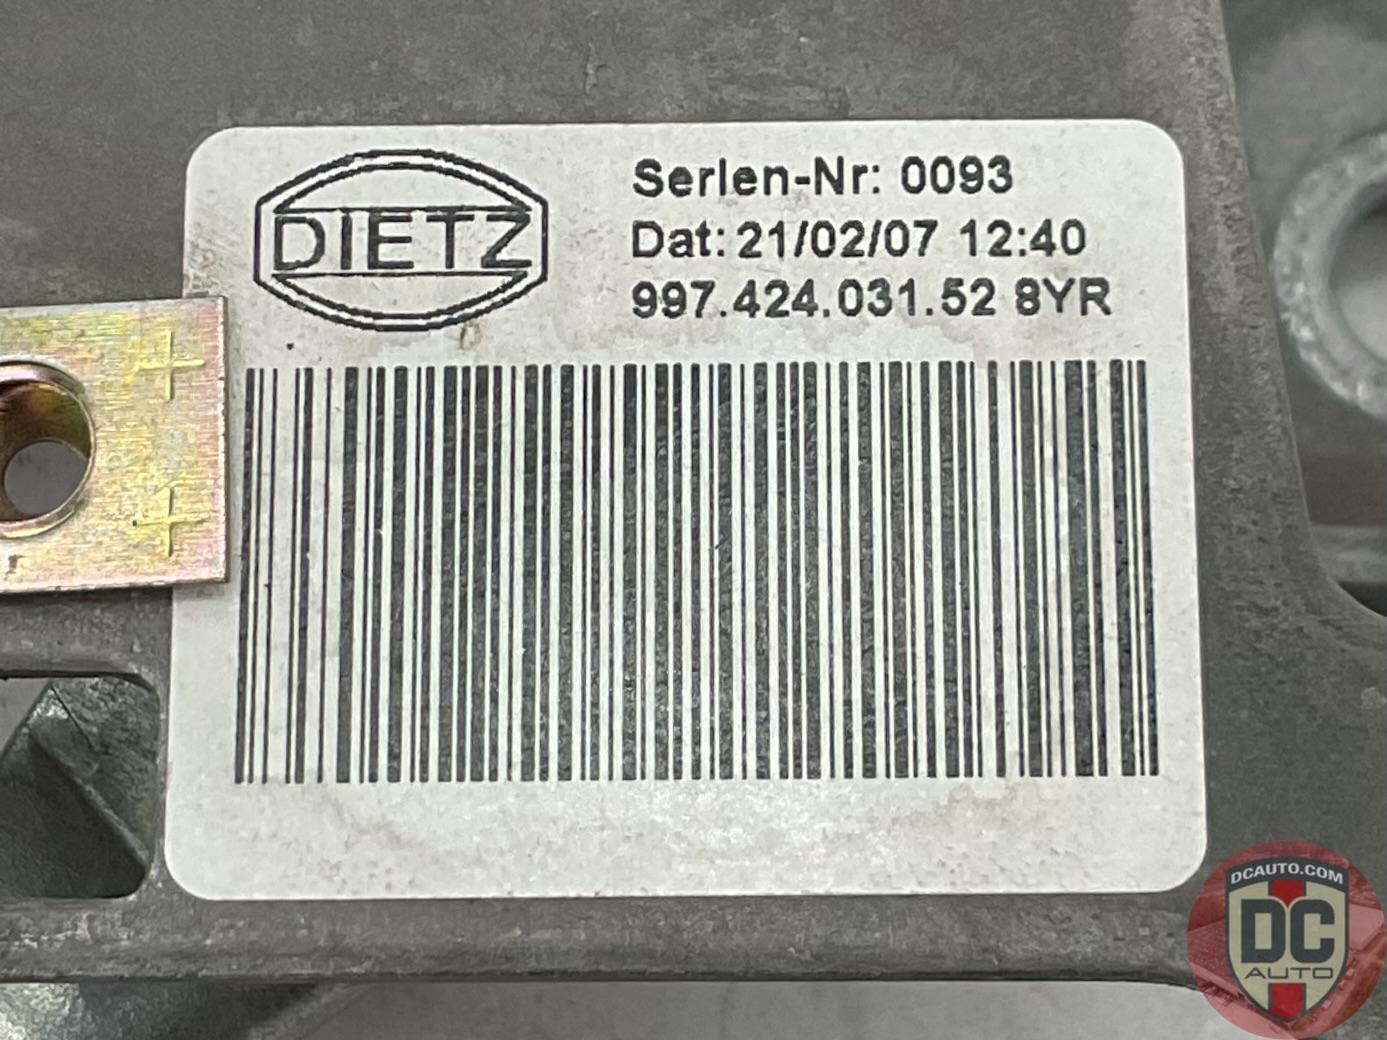 DIETZ
Serlen-Nr: 0093
Dat: 21/02/07 12:40
997.424.031.52 8YR
DCAUTO.COM
DC
AUTO